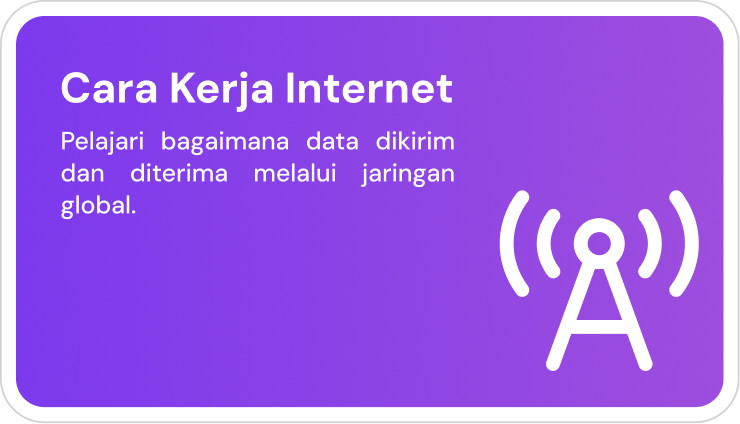 Cara Kerja Internet
Pelajari bagaimana data dikirim
dan diterima melalui jaringan
global.